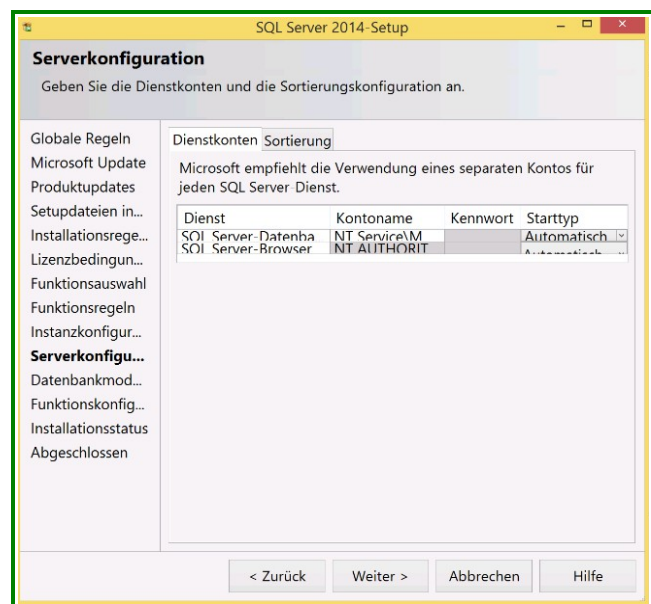 SQL Server 2014-Setup
Serverkonfiguration
Geben Sie die Dienstkonten und die Sortierungskonfiguration an.
Globale Regeln
Microsoft Update
Produktupdates
Setupdateien in...
Installationsrege...
Lizenzbedingun...
Funktionsauswahl
Funktionsregeln
Instanzkonfigur...
Serverkonfigu...
Datenbankmod...
Funktionskonfig...
Installationsstatus
Abgeschlossen
Dienstkonten Sortierung
Microsoft empfiehlt die Verwendung eines separaten Kontos für
jeden SQL Server-Dienst.
Dienst Kontoname Kennwort Starttyp
SQL Server-Datenba NT Service\M Automatisch
SQL Server-Browser NT AUTHORIT Automatisch
< Zurück Weiter > Abbrechen Hilfe